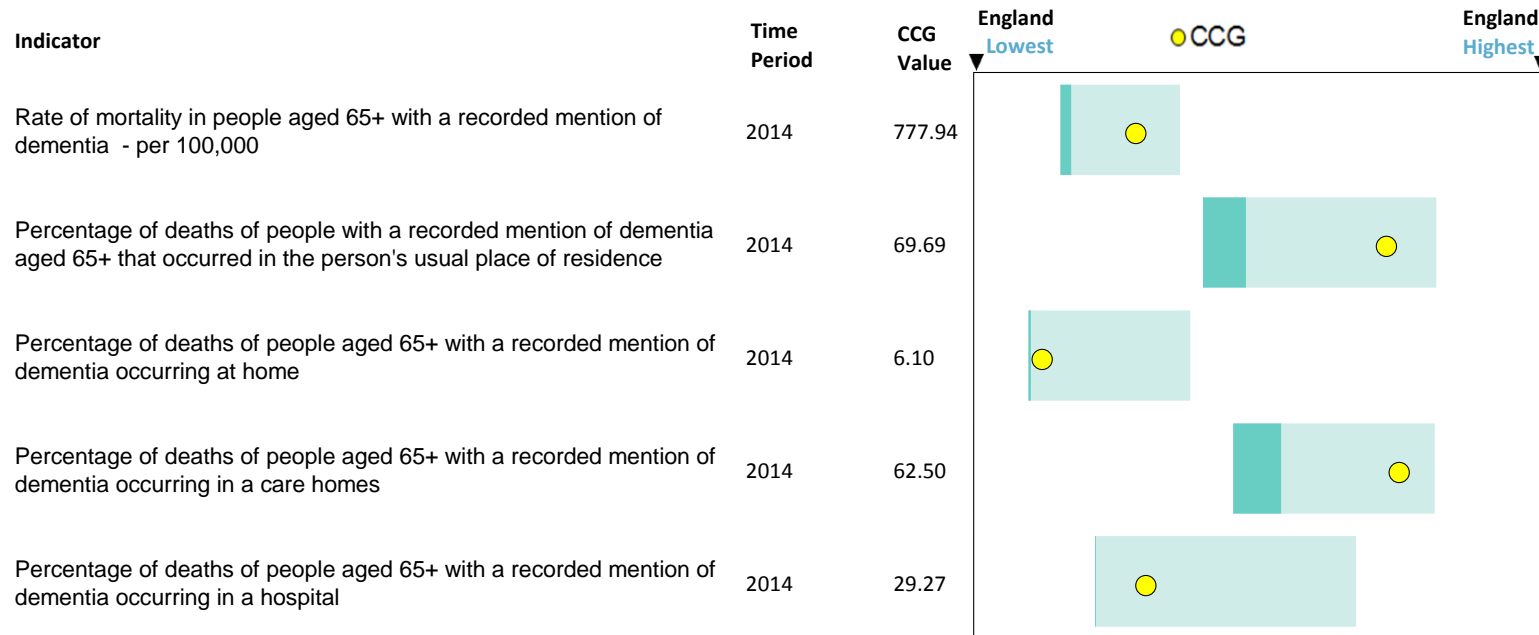 Indicator
Time
Period
CCG
Value
England
Lowest
CCG
England
Highest
Rate of mortality in people aged 65+ with a recorded mention of
dementia - per 100,000
2014
777.94
Percentage of deaths of people with a recorded mention of dementia
aged 65+ that occurred in the person's usual place of residence
2014
69.69
Percentage of deaths of people aged 65+ with a recorded mention of
dementia occurring at home
2014
6.10
Percentage of deaths of people aged 65+ with a recorded mention of
dementia occurring in a care homes
2014
62.50
Percentage of deaths of people aged 65+ with a recorded mention of
dementia occurring in a hospital
2014
29.27